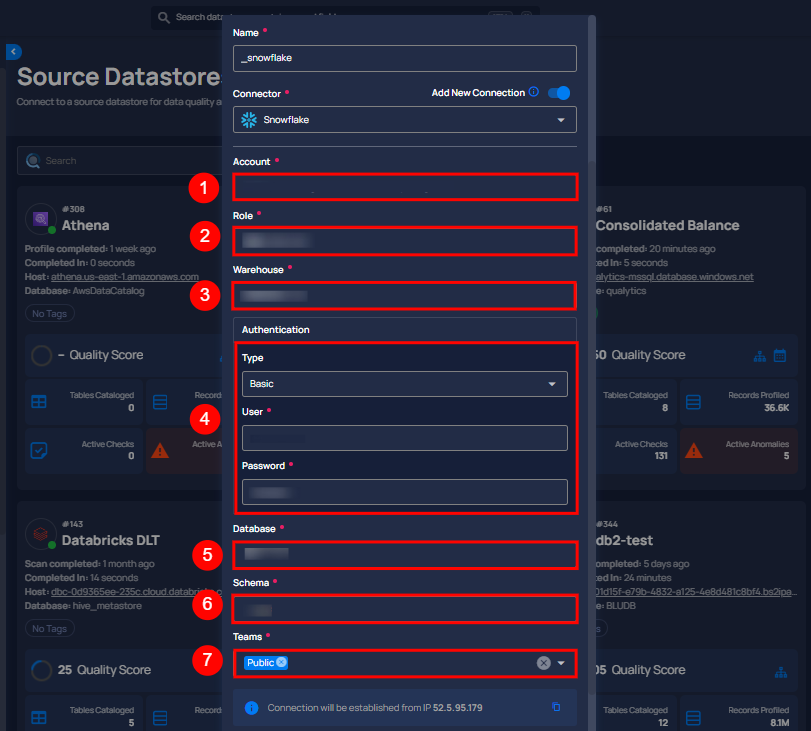 Search datast
Name *
_snowflake
Connector *
Add New Connection
Snowflake
Source Datastore
Connect to a source datastore for data quality a
Search
Account *
1
Role *
2
Warehouse *
3
Authentication
Type
Basic
4
User *
Password *
Database *
5
Schema *
6
Teams *
7
Public
Connection will be established from IP 52.5.95.179
#308
Athena
Profile completed: 1 week ago
Completed In: 0 seconds
Host: athena.us-east-1.amazonaws.com
Database: AwsDataCatalog
No Tags
– Quality Score
Tables Cataloged
0
Record
Active Checks
0
Active A
#61
Consolidated Balance
completed: 20 minutes ago
ed In: 5 seconds
alytics-mssql.database.windows.net
e: qualytics
60 Quality Score
Tables Cataloged
8
Records Profiled
36.6K
Active Checks
131
Active Anomalies
5
#143
Databricks DLT
Scan completed: 1 month ago
Completed In: 14 seconds
Host: dbc-0d9365ee-235c.cloud.databricks.c
Database: hive_metastore
No Tags
25 Quality Score
Tables Cataloged
5
Record
#344
db2-test
ompleted: 5 days ago
ed In: 24 minutes
01d15f-e79b-4832-a125-4e8d481c8bf4.bs2ipa...
e: BLUDB
05 Quality Score
Tables Cataloged
12
Records Profiled
8.1M